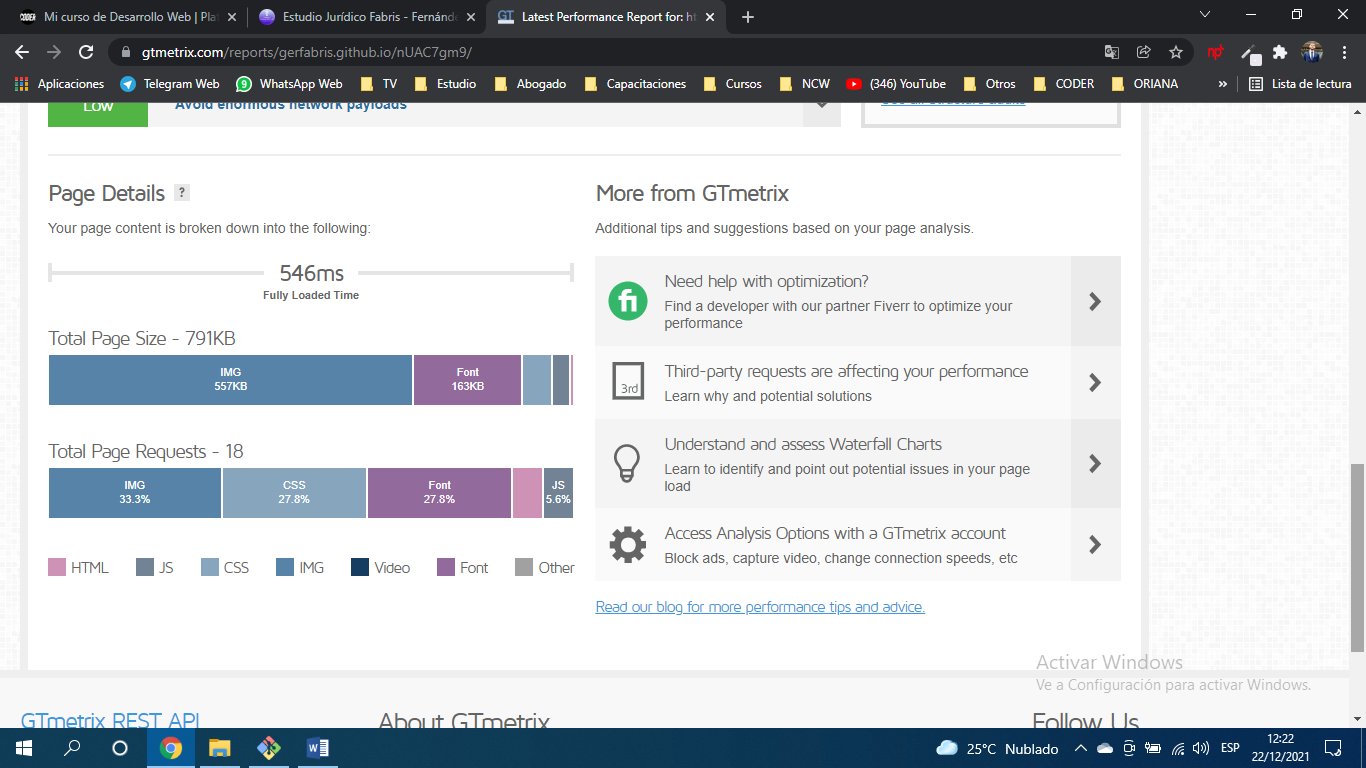 Mi curso de Desarrollo Web | Pla
Estudio Jurídico Fabris - Fernánde
Latest Performance Report for: ht
gtmetrix.com/reports/gerfabris.github.io/nUAC7gm9/
Aplicaciones
Telegram Web
WhatsApp Web
TV
Estudio
Abogado
Capacitaciones
Cursos
NCW
(346) YouTube
Otros
CODER
ORIANA
»
Lista de lectura
LOW
Avoid enormous network payloads
See all Structure audits
Page Details ?
Your page content is broken down into the following:
546ms
Fully Loaded Time
Total Page Size - 791KB
IMG
557KB
Font
163KB
Total Page Requests - 18
IMG
33.3%
CSS
27.8%
Font
27.8%
JS
5.6%
HTML
JS
CSS
IMG
Video
Font
Other
More from GTmetrix
Additional tips and suggestions based on your page analysis.
fi
Need help with optimization?
Find a developer with our partner Fiverr to optimize your
performance
3rd
Third-party requests are affecting your performance
Learn why and potential solutions
Understand and assess Waterfall Charts
Learn to identify and point out potential issues in your page
load
Access Analysis Options with a GTmetrix account
Block ads, capture video, change connection speeds, etc
Read our blog for more performance tips and advice.
Activar Windows
Ve a Configuración para activar Windows.
GTmetrix REST API
About GTmetrix
Follow Us
25°C Nublado
ESP
12:22
22/12/2021